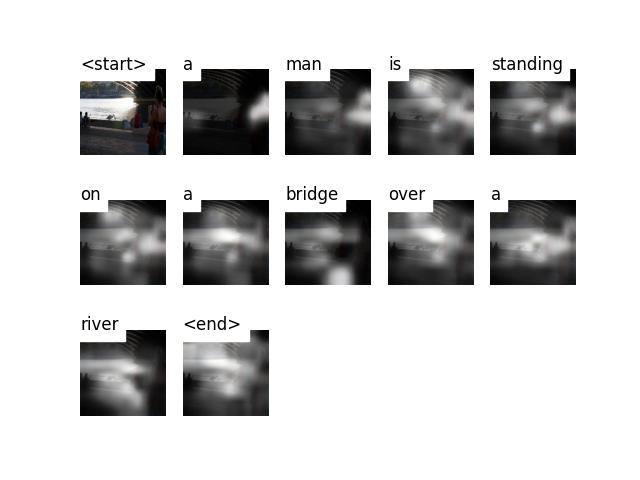 <start> a man is standing
on a bridge over a
river <end>